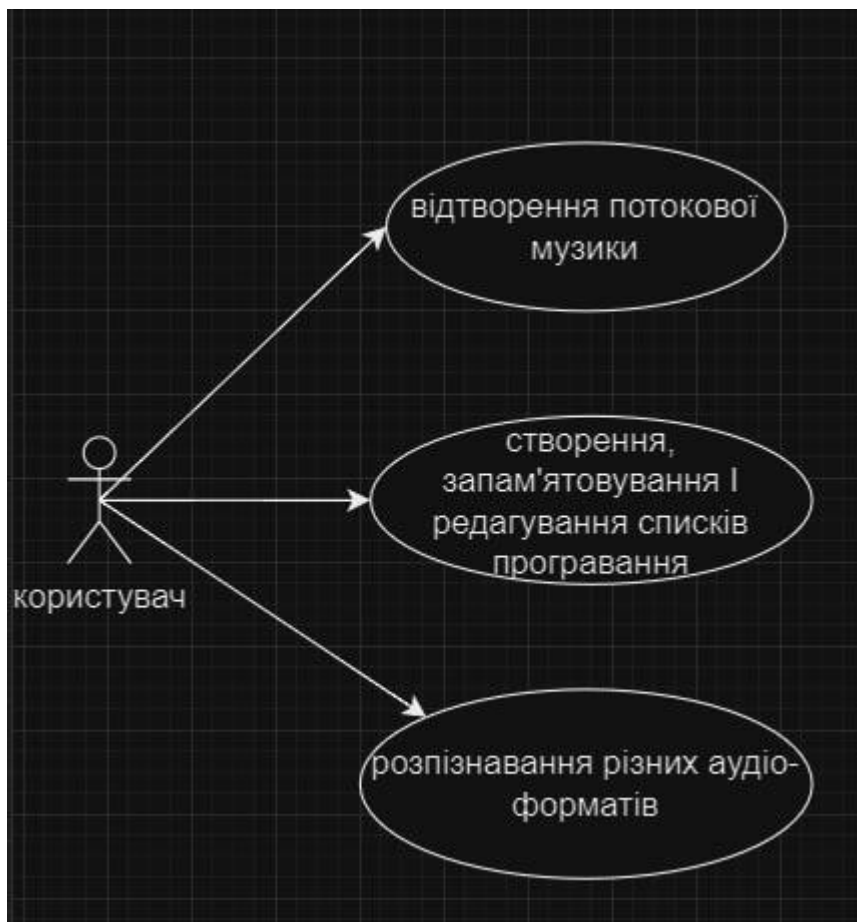 відтворення потокової
музики
створення,
запам'ятовування І
редагування списків
програвання
користувач
розпізнавання різних аудіо-
форматів